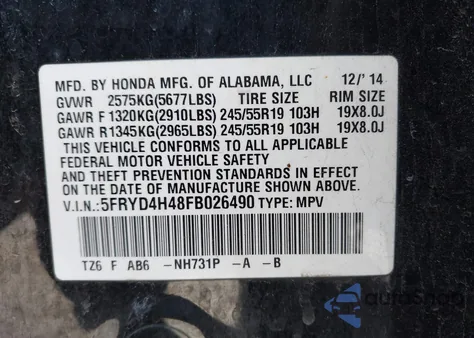 MFD. BY HONDA MFG. OF ALABAMA, LLC 12/'14
GVWR 2575KG(5677LBS) TIRE SIZE RIM SIZE
GAWR F 1320KG(2910LBS) 245/55R19 103H 19X8.0J
GAWR R1345KG(2965LBS) 245/55R19 103H 19X8.0J
THIS VEHICLE CONFORMS TO ALL APPLICABLE
FEDERAL MOTOR VEHICLE SAFETY
AND THEFT PREVENTION STANDARDS IN EFFECT
ON THE DATE OF MANUFACTURE SHOWN ABOVE.
V.I.N.: 5FRYD4H48FB026490 TYPE: MPV
TZ6 F AB6 -NH731P -A -B
autoshop